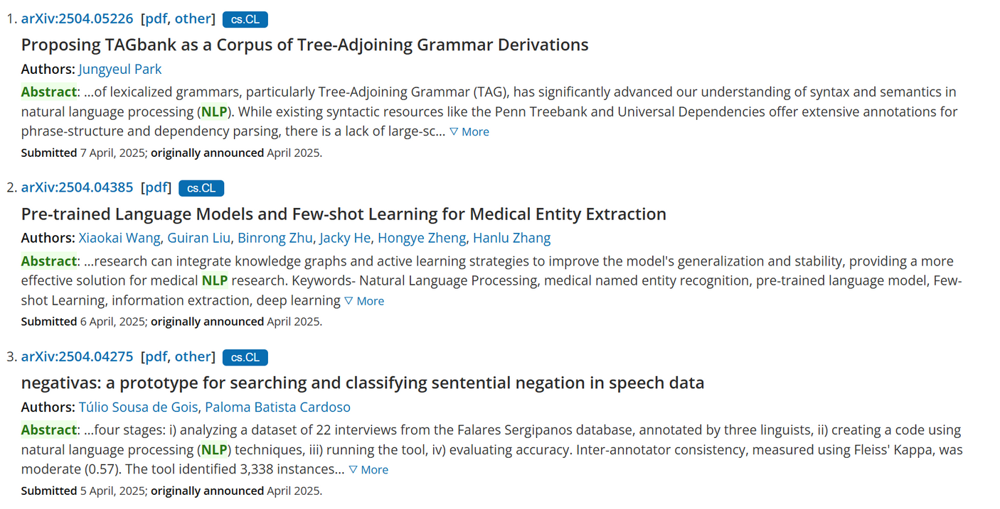 1. arXiv:2504.05226 [pdf, other] cs.CL
Proposing TAGbank as a Corpus of Tree-Adjoining Grammar Derivations
Authors: Jungyeul Park
Abstract: ...of lexicalized grammars, particularly Tree-Adjoining Grammar (TAG), has significantly advanced our understanding of syntax and semantics in
natural language processing (NLP). While existing syntactic resources like the Penn Treebank and Universal Dependencies offer extensive annotations for
phrase-structure and dependency parsing, there is a lack of large-sc... ▽ More
Submitted 7 April, 2025; originally announced April 2025.
2. arXiv:2504.04385 [pdf] cs.CL
Pre-trained Language Models and Few-shot Learning for Medical Entity Extraction
Authors: Xiaokai Wang, Guiran Liu, Binrong Zhu, Jacky He, Hongye Zheng, Hanlu Zhang
Abstract: ...research can integrate knowledge graphs and active learning strategies to improve the model's generalization and stability, providing a more
effective solution for medical NLP research. Keywords- Natural Language Processing, medical named entity recognition, pre-trained language model, Few-
shot Learning, information extraction, deep learning ▽ More
Submitted 6 April, 2025; originally announced April 2025.
3. arXiv:2504.04275 [pdf, other] cs.CL
negativas: a prototype for searching and classifying sentential negation in speech data
Authors: Túlio Sousa de Gois, Paloma Batista Cardoso
Abstract: ...four stages: i) analyzing a dataset of 22 interviews from the Falares Sergipanos database, annotated by three linguists, ii) creating a code using
natural language processing (NLP) techniques, iii) running the tool, iv) evaluating accuracy. Inter-annotator consistency, measured using Fleiss' Kappa, was
moderate (0.57). The tool identified 3,338 instances... ▽ More
Submitted 5 April, 2025; originally announced April 2025.